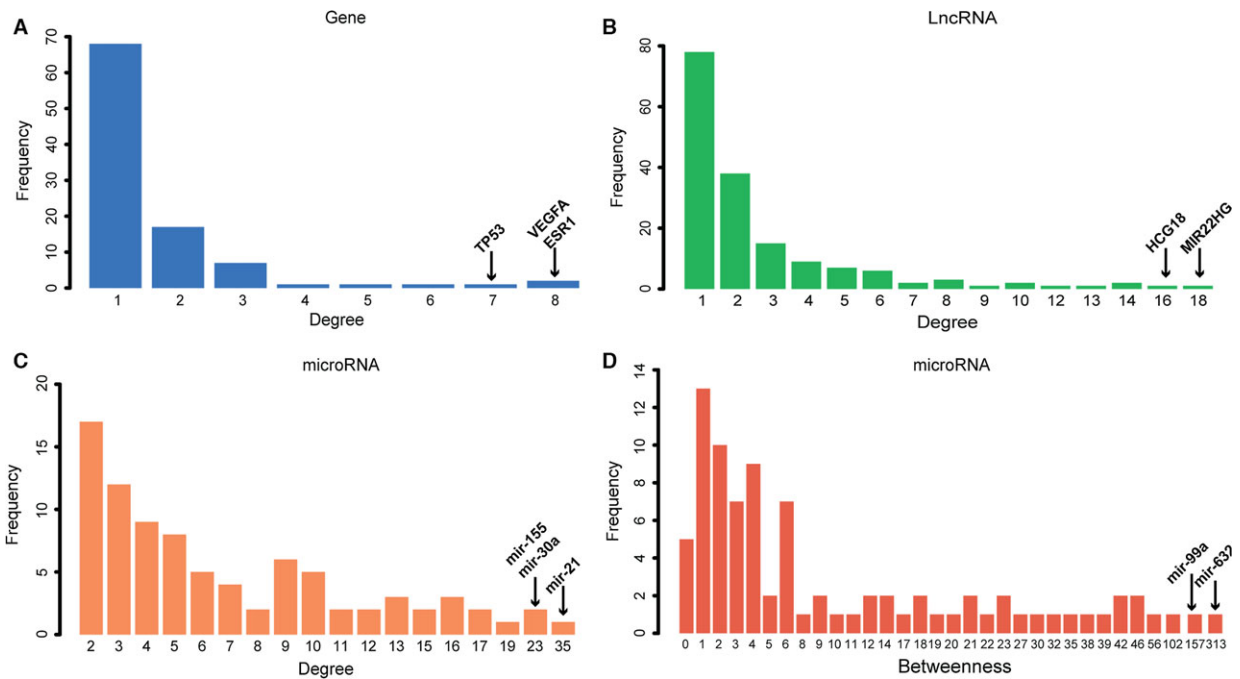 A
Gene
Frequency
70
60
50
40
30
20
10
0
TP53
VEGFA
ESR1
1 2 3 4 5 6 7 8
Degree
B
LncRNA
Frequency
80
60
40
20
0
HCG18
MIR22HG
1 2 3 4 5 6 7 8 9 10 12 13 14 16 18
Degree
C
microRNA
Frequency
20
15
10
5
0
mir-155
mir-30a
mir-21
2 3 4 5 6 7 8 9 10 11 12 13 15 16 17 19 23 35
Degree
D
microRNA
Frequency
14
12
10
8
6
4
2
0
mir-99a
mir-632
0 1 2 3 4 5 6 8 9 10 11 12 14 17 18 19 20 21 22 23 27 30 32 35 38 39 42 46 56 102 157 313
Betweenness